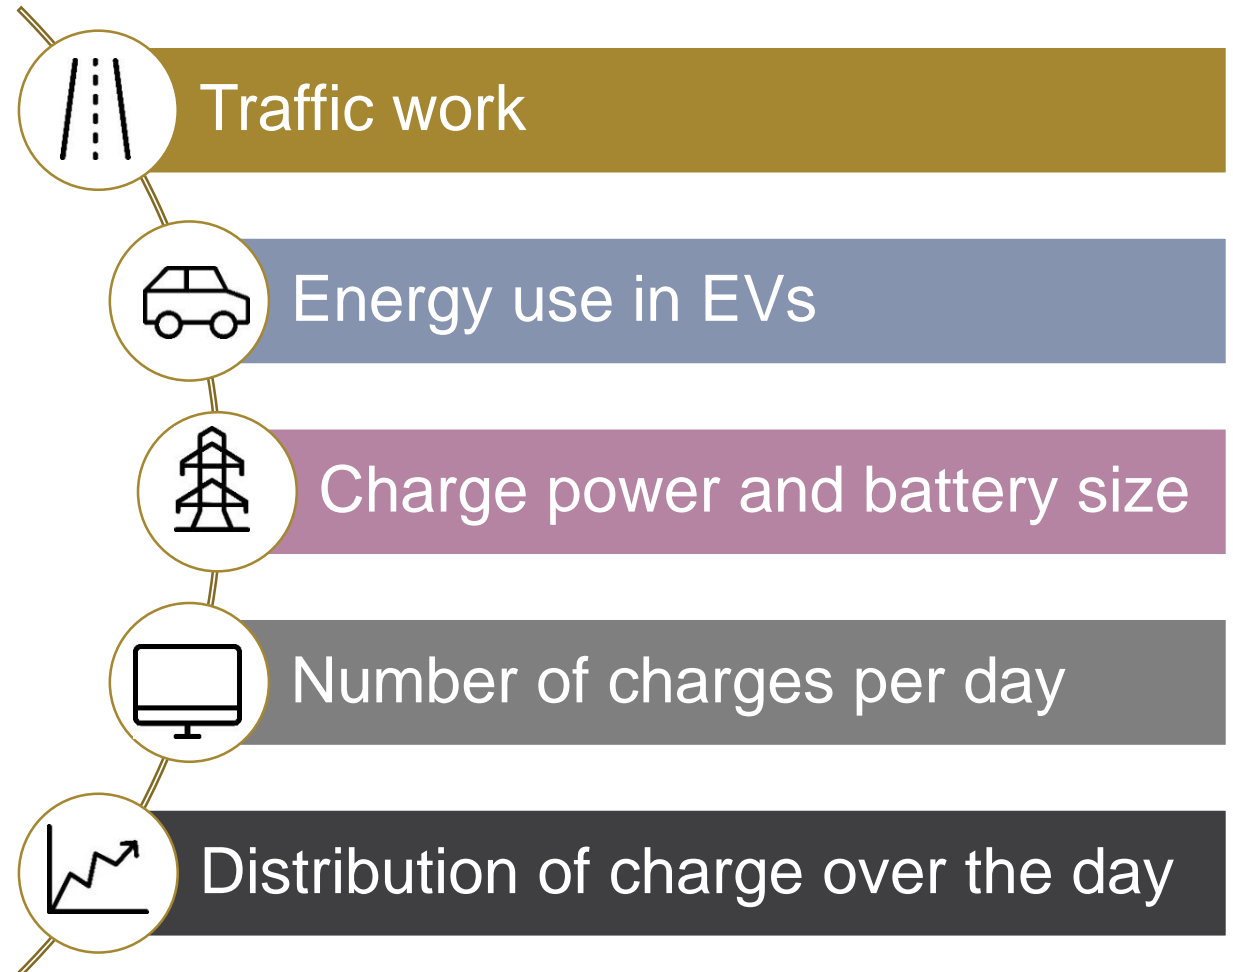 Traffic work
Energy use in EVs
Charge power and battery size
Number of charges per day
Distribution of charge over the day